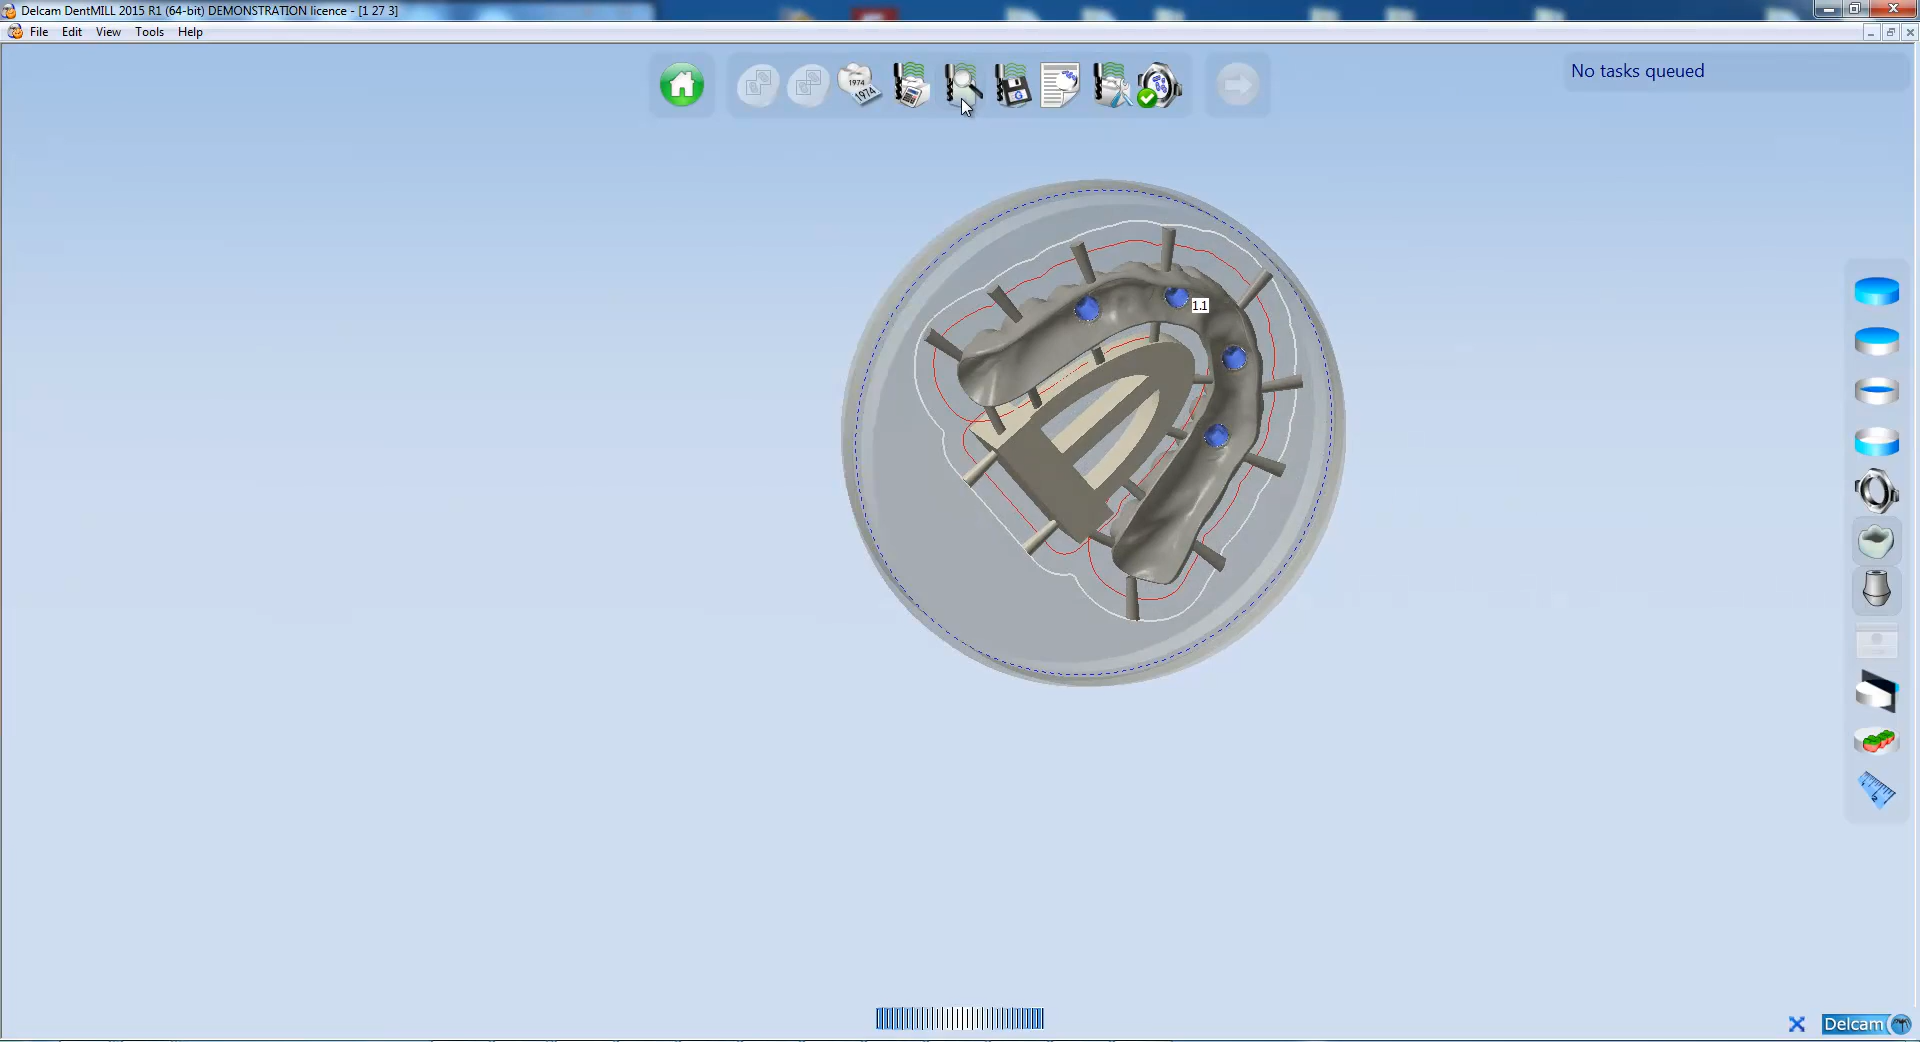 Delcam DentMILL 2015 R1 (64-bit) DEMONSTRATION licence - [1 27 3]
File Edit View Tools Help
No tasks queued
1974
1974
G
1.1
Delcam